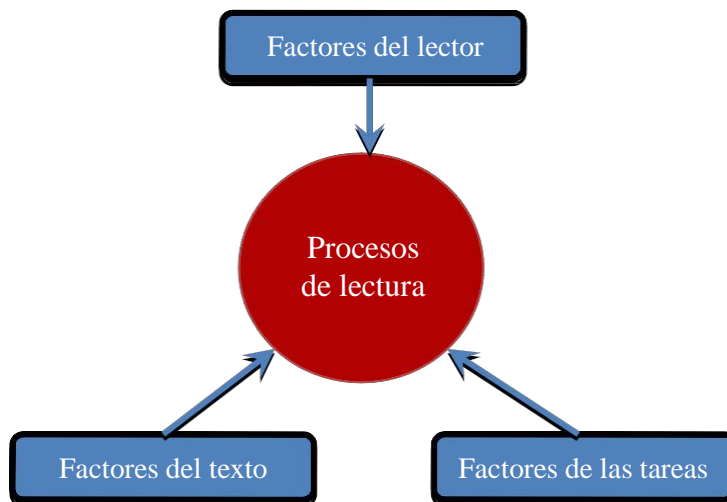 Factores del lector
Procesos
de lectura
Factores del texto
Factores de las tareas